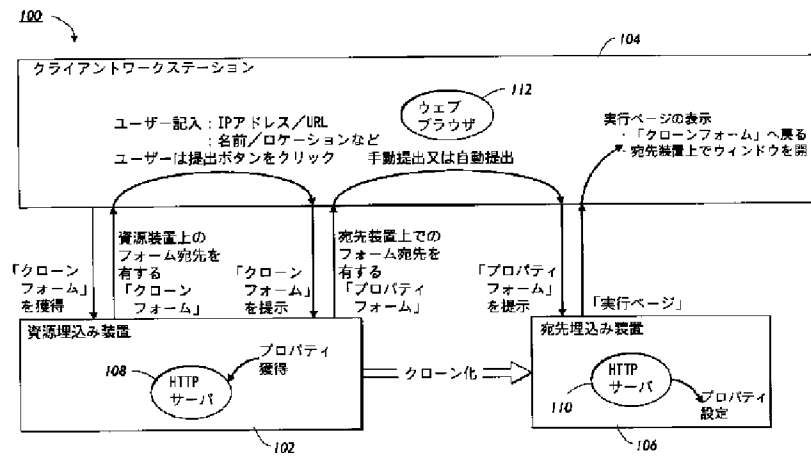 100
104
クライアントワークステーション
112
ウェブ
ブラウザ
ユーザー記入：IPアドレス／URL
：名前／ロケーションなど
ユーザーは提出ボタンをクリック
手動提出又は自動提出
実行ページの表示
・「クローンフォーム」へ戻る
・宛先装置上でウィンドウを開
「クローン
フォーム」
を獲得
資源装置上の
フォーム宛先を
有する
「クローン
フォーム」
「クローン
フォーム」
を提示
宛先装置上での
フォーム宛先を
有する
「プロパティ
フォーム」
「プロパティ
フォーム」
を提示
「実行ページ」
資源埋込み装置
108
HTTP
サーバ
プロパティ
獲得
102
クローン化
宛先埋込み装置
110
HTTP
サーバ
プロパティ
設定
106